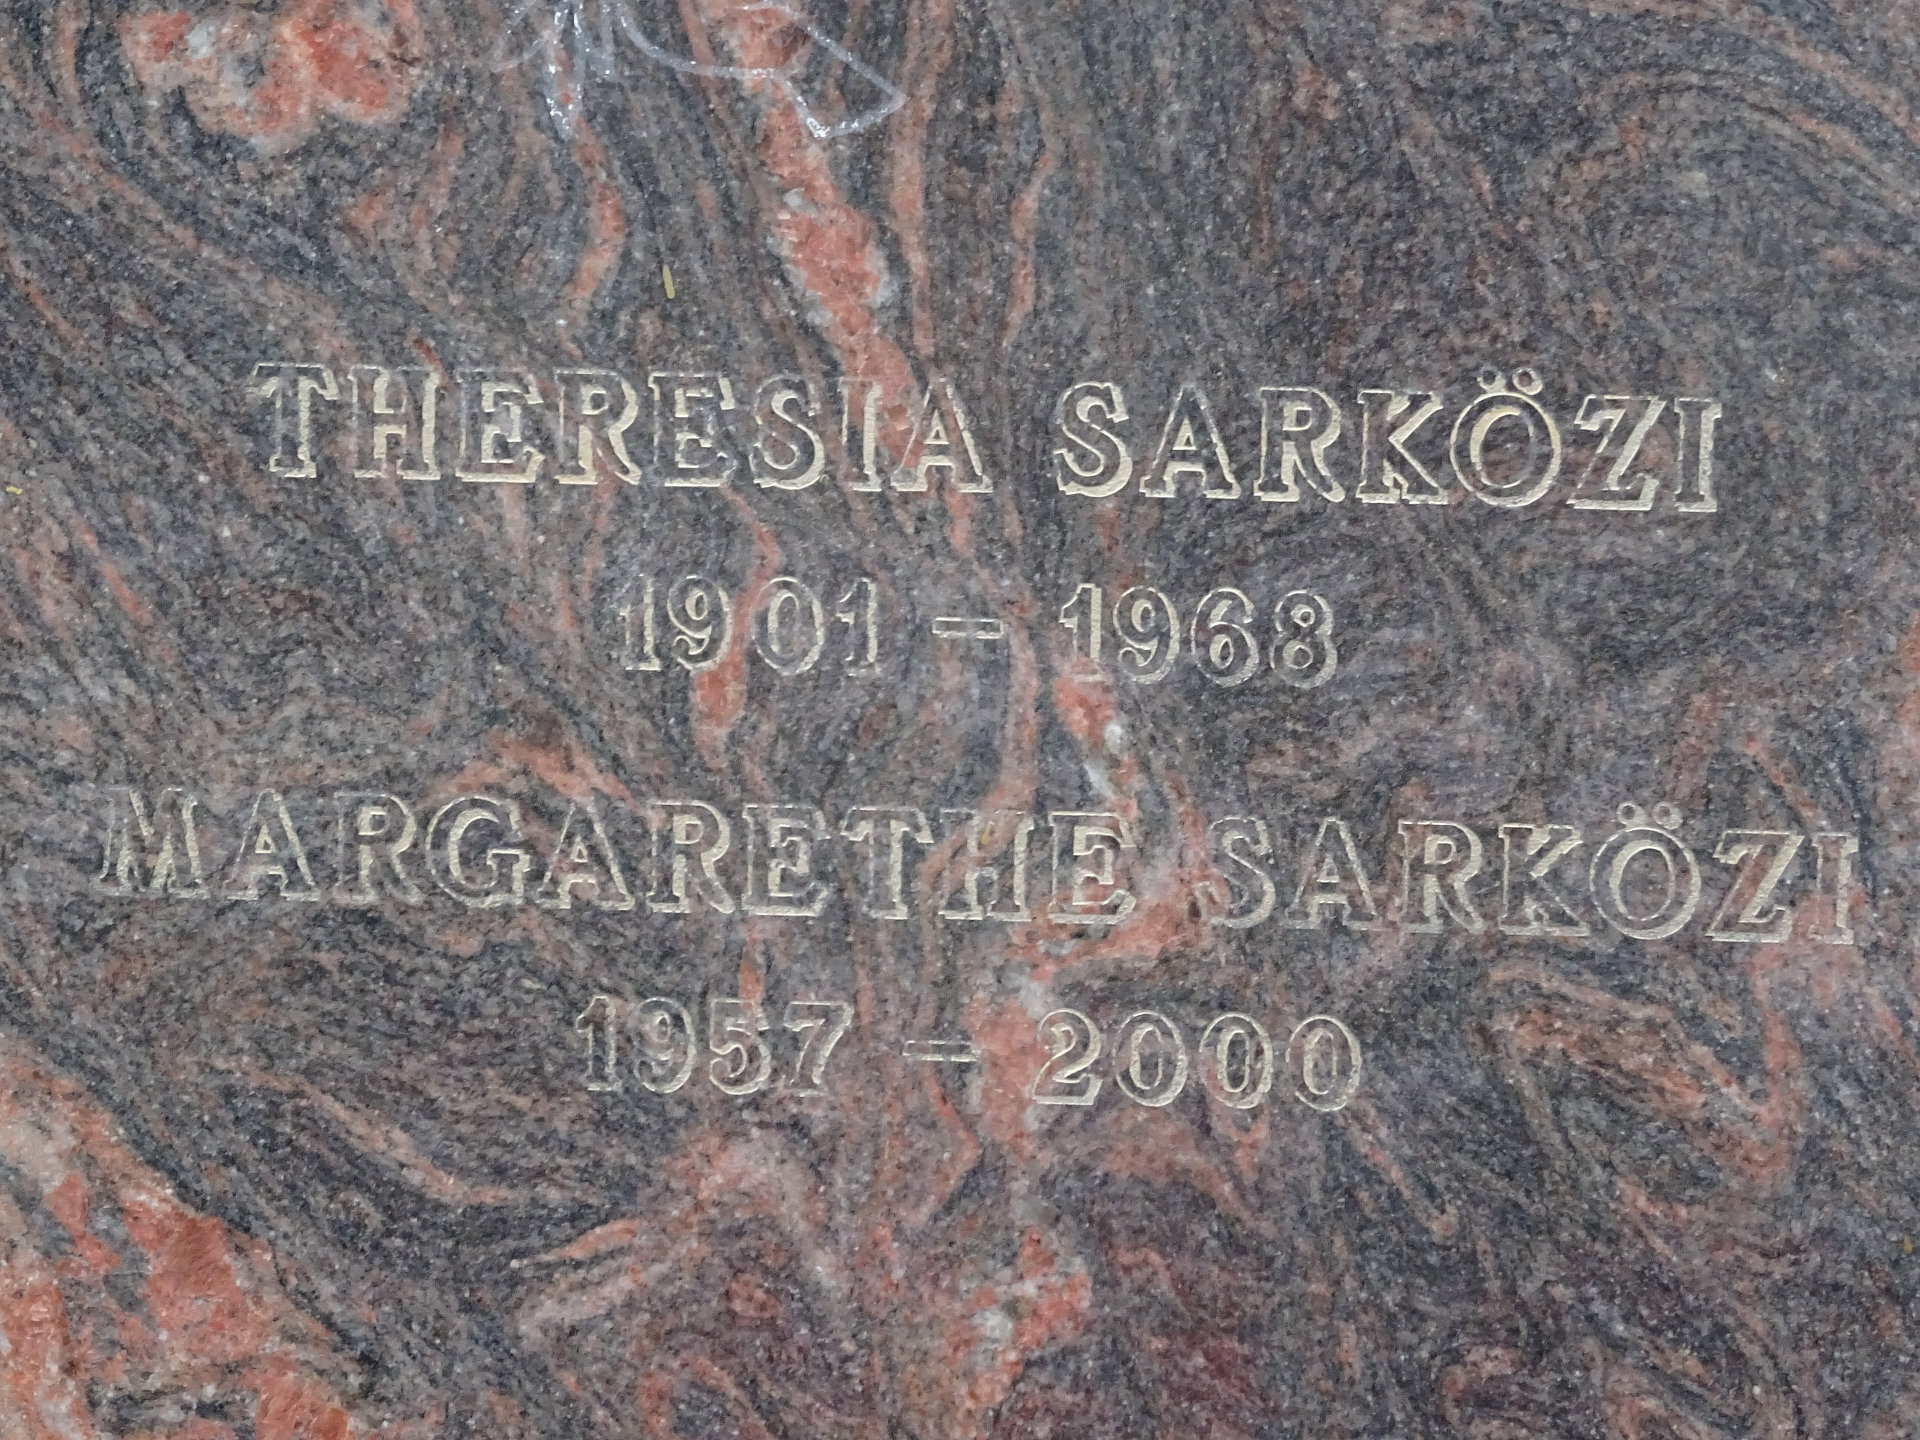 THERESIA SARKÖZI
1901 – 1968
MARGARETHE SARKÖZI
1957 – 2000